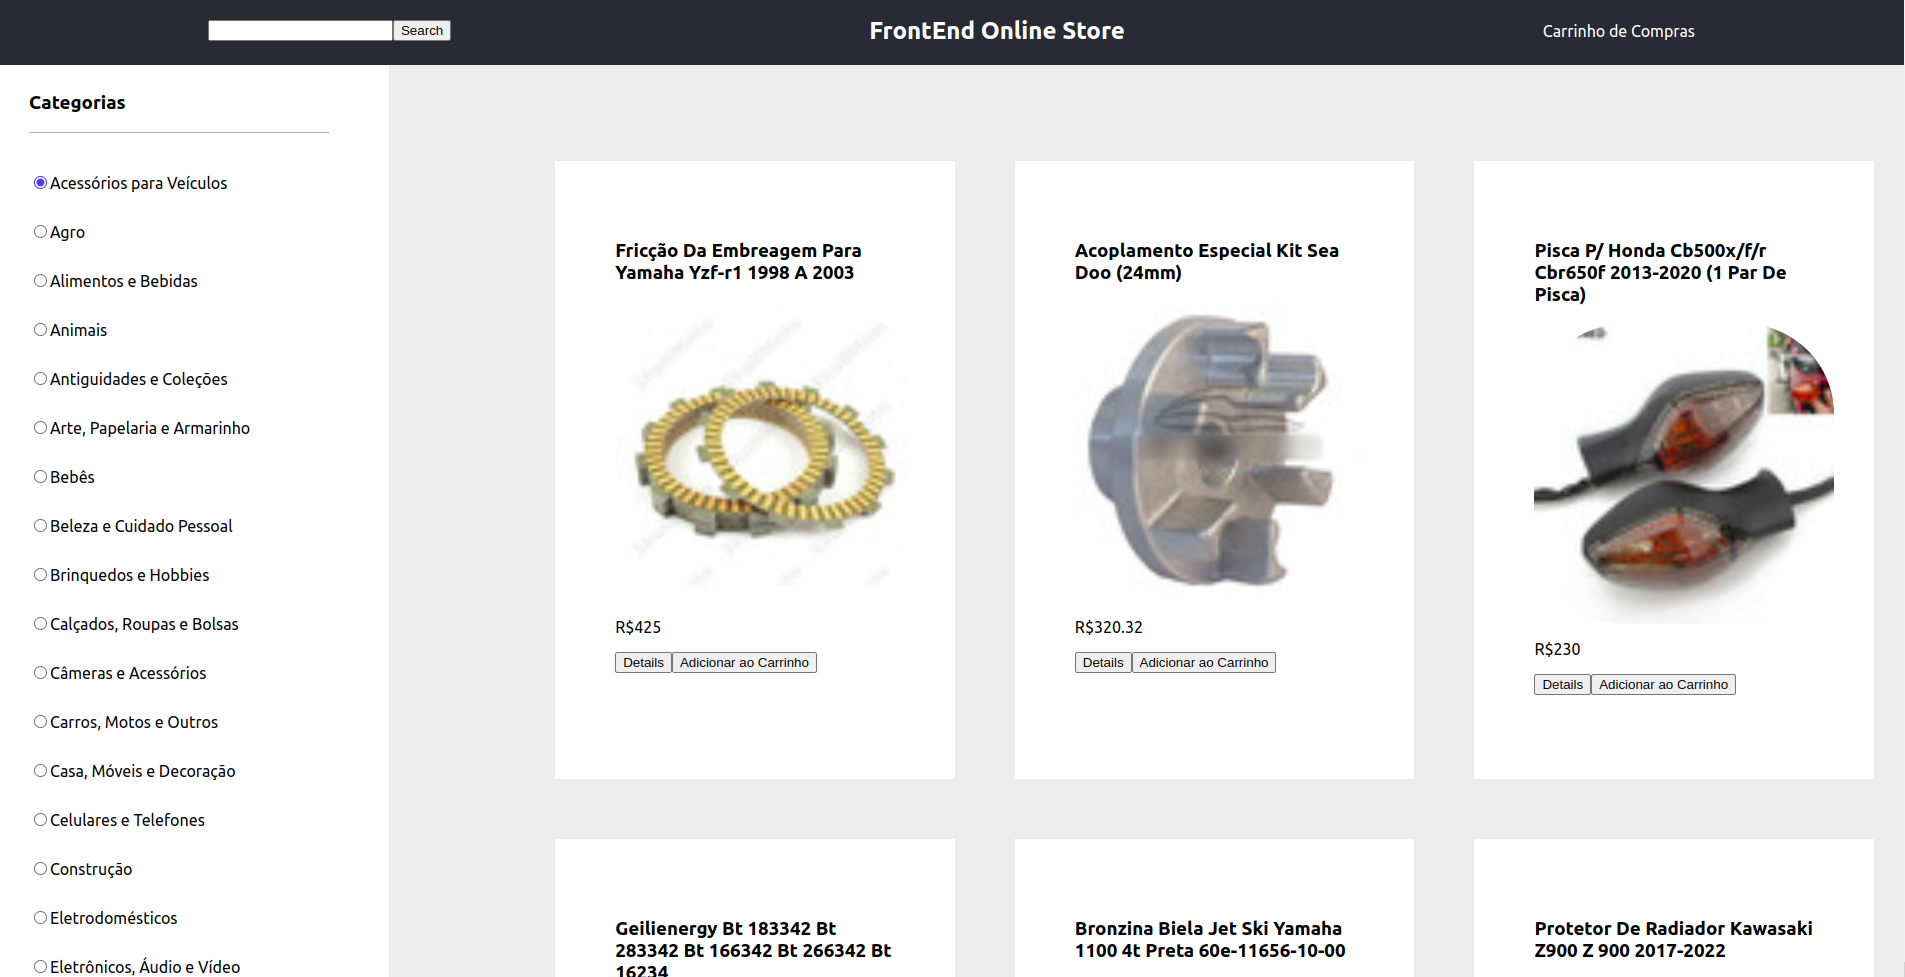 Search
FrontEnd Online Store
Carrinho de Compras
Categorias
Acessórios para Veículos
Agro
Alimentos e Bebidas
Animais
Antiguidades e Coleções
Arte, Papelaria e Armarinho
Bebês
Beleza e Cuidado Pessoal
Brinquedos e Hobbies
Calçados, Roupas e Bolsas
Câmeras e Acessórios
Carros, Motos e Outros
Casa, Móveis e Decoração
Celulares e Telefones
Construção
Eletrodomésticos
Eletrônicos, Áudio e Vídeo
Fricção Da Embreagem Para
Yamaha Yzf-r1 1998 A 2003
R$425
Details
Adicionar ao Carrinho
Acoplamento Especial Kit Sea
Doo (24mm)
R$320.32
Details
Adicionar ao Carrinho
Pisca P/ Honda Cb500x/f/r
Cbr650f 2013-2020 (1 Par De
Pisca)
R$230
Details
Adicionar ao Carrinho
Geilienergy Bt 183342 Bt
283342 Bt 166342 Bt 266342 Bt
16234
Bronzina Biela Jet Ski Yamaha
1100 4t Preta 60e-11656-10-00
Protetor De Radiador Kawasaki
Z900 Z 900 2017-2022